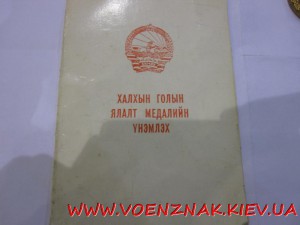 ХАЛХЫН ГОЛЫН
ЯЛАЛТ МЕДАЛИЙН
ҮНЭМЛЭХ
WWW.VOENZNAK.KIEV.UA